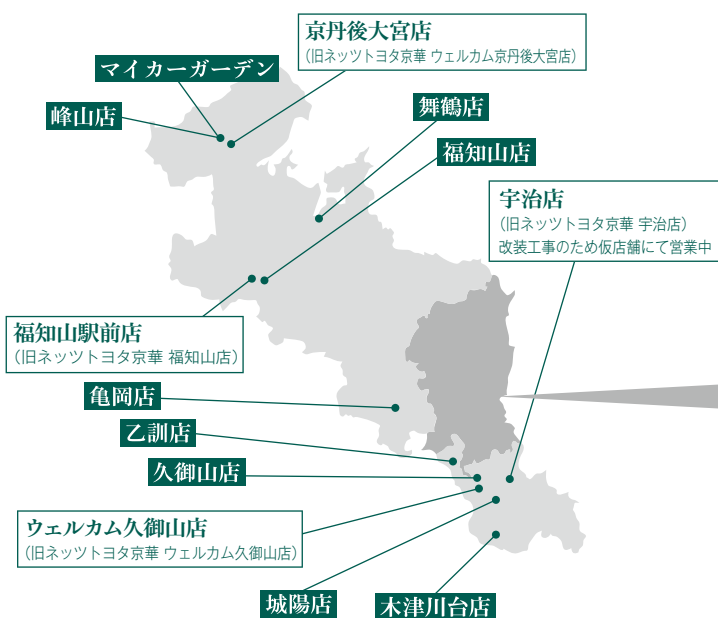 京丹後大宮店
(旧ネッツトヨタ京華 ウェルカム京丹後大宮店)
マイカーガーデン
峰山店
舞鶴店
福知山店
宇治店
(旧ネッツトヨタ京華 宇治店)
改装工事のため仮店舗にて営業中
福知山駅前店
(旧ネッツトヨタ京華 福知山店)
亀岡店
乙訓店
久御山店
ウェルカム久御山店
(旧ネッツトヨタ京華 ウェルカム久御山店)
城陽店
木津川台店